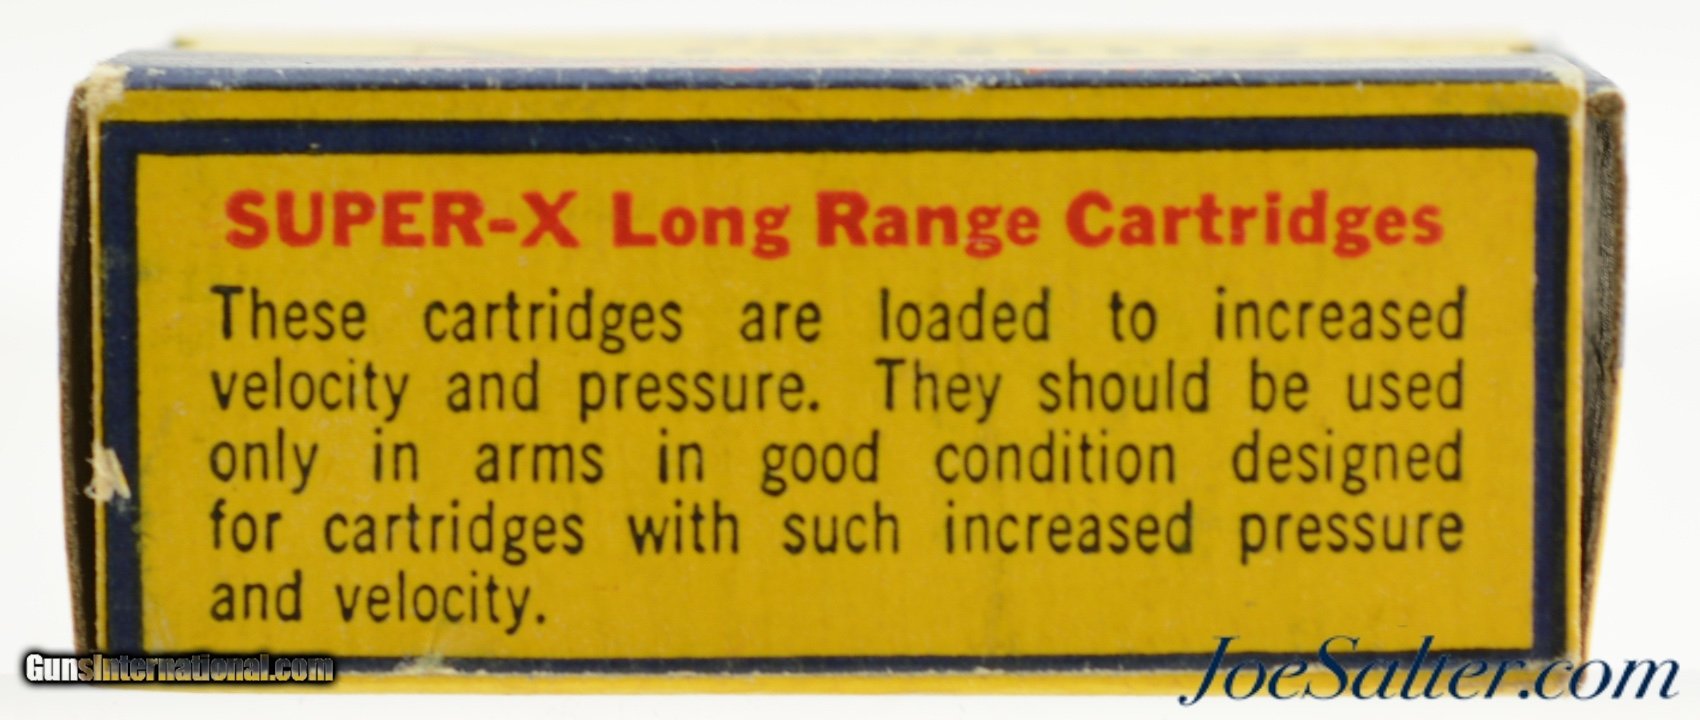 SUPER-X Long Range Cartridges
These cartridges are loaded to increased
velocity and pressure. They should be used
only in arms in good condition designed
for cartridges with such increased pressure
and velocity.
GunsInternational.com
JoeSalter.com